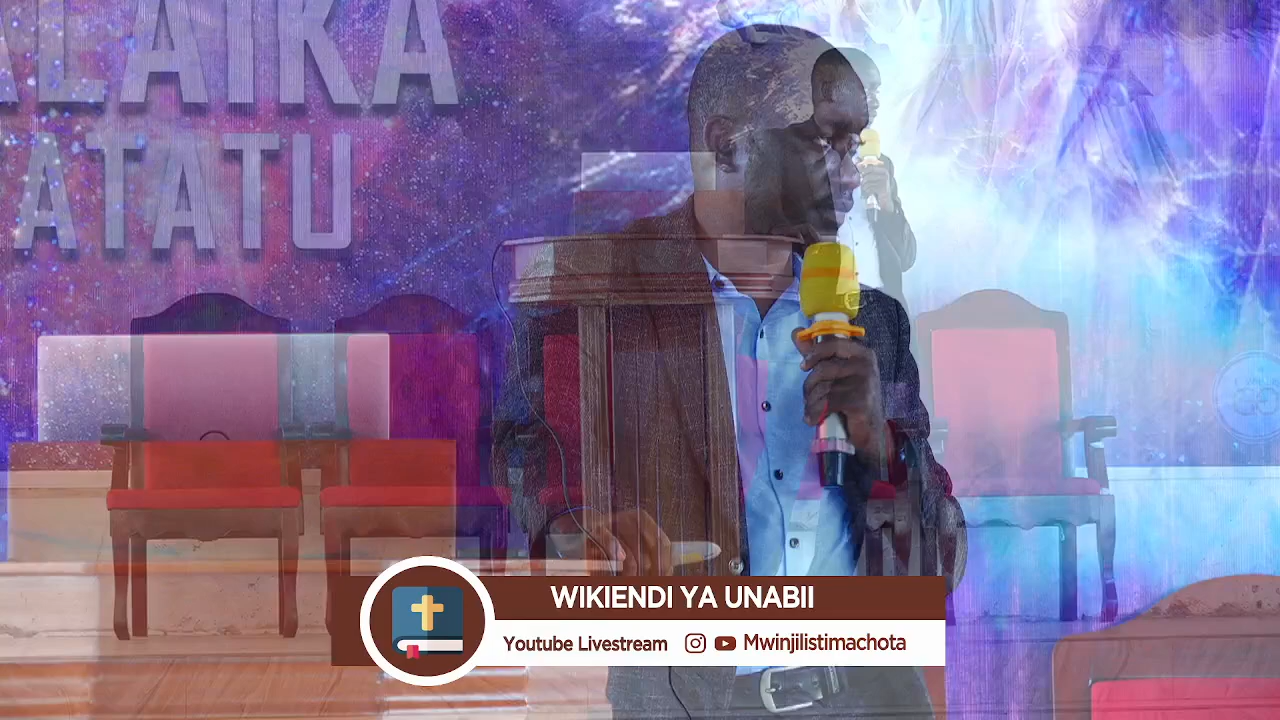 ALAIKA
ATATU
WIKIENDI YA UNABII
Youtube Livestream Mwinjilistimachota